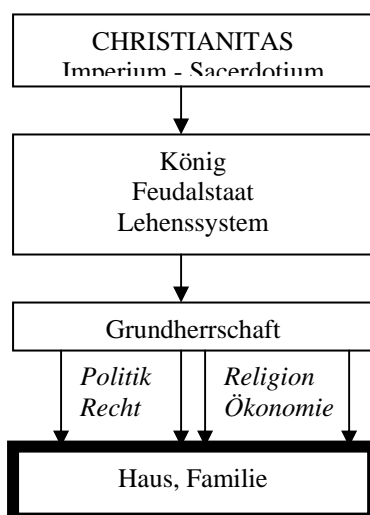 CHRISTIANITAS
Imperium - Sacerdotium
König
Feudalstaat
Lehenssystem
Grundherrschaft
Politik Religion
Recht Ökonomie
Haus, Familie